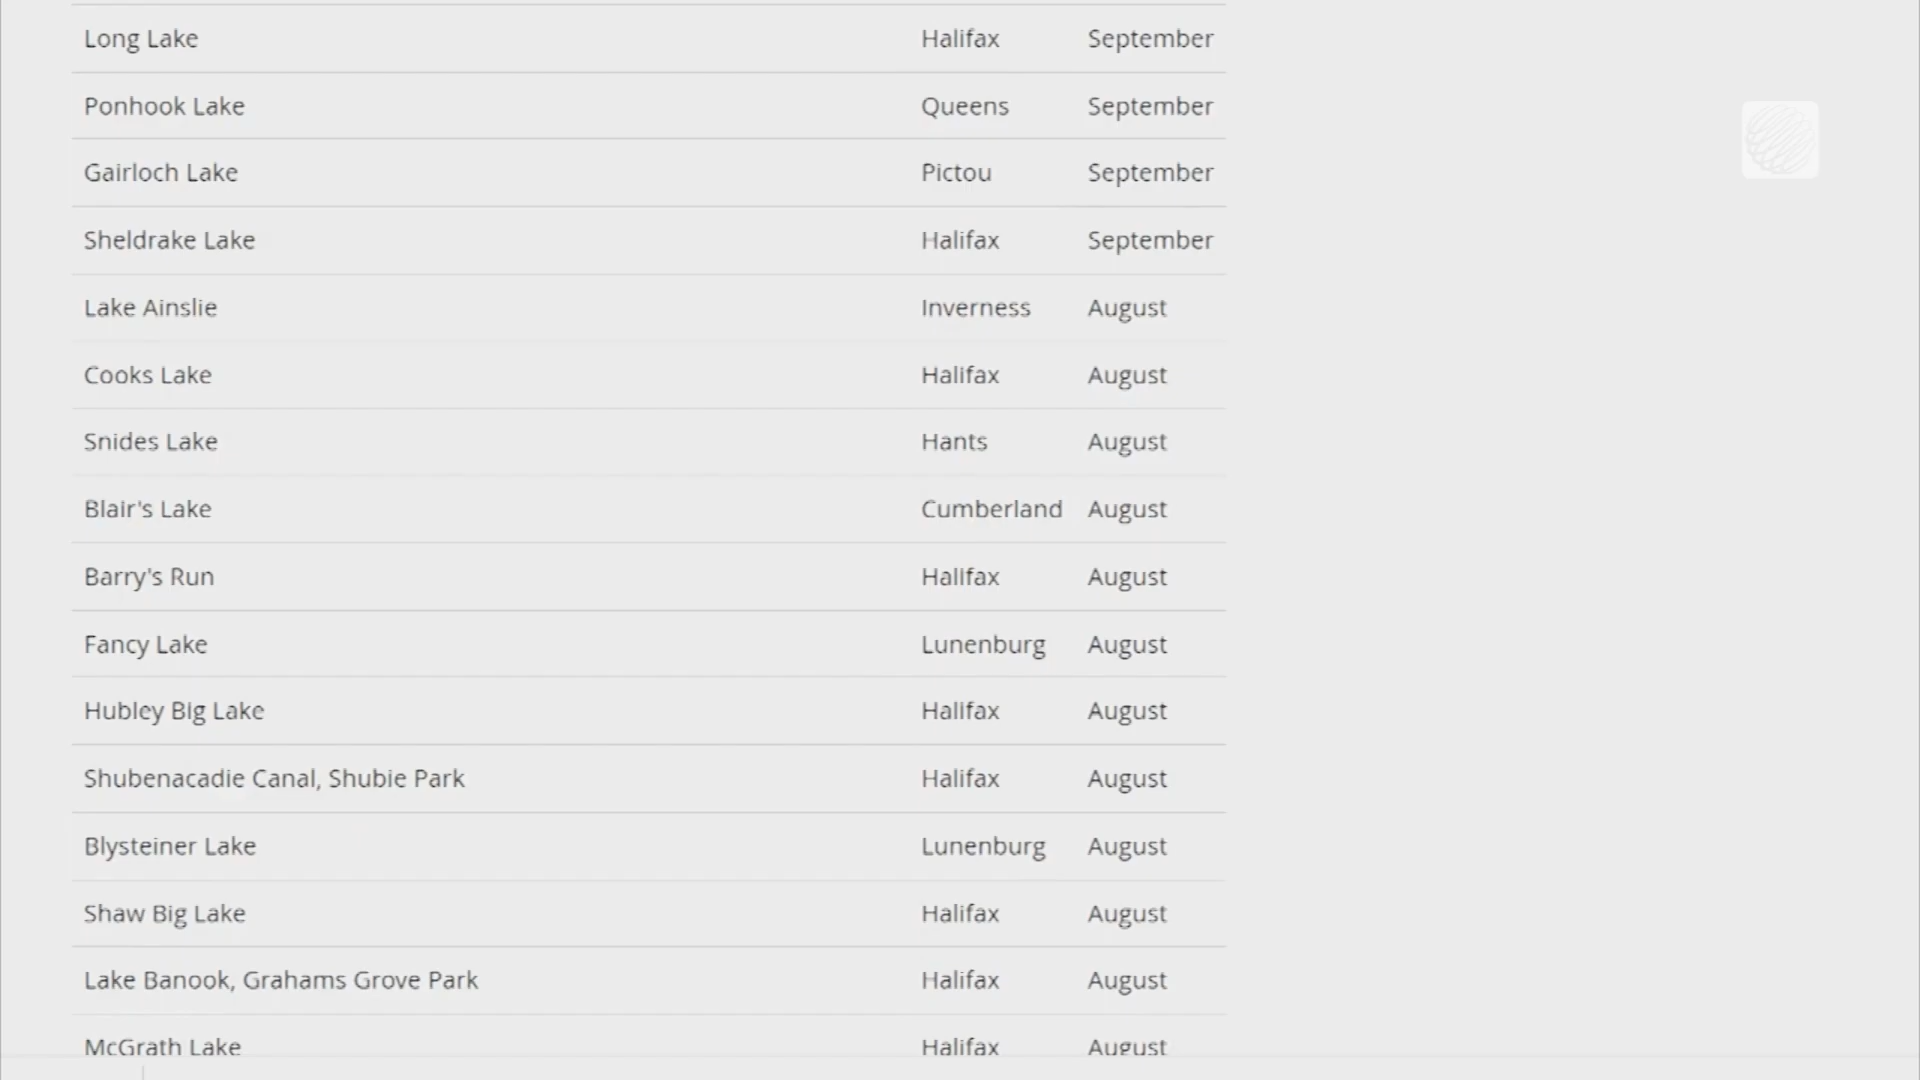 Long Lake Halifax September
Ponhook Lake Queens September
Gairloch Lake Pictou September
Sheldrake Lake Halifax September
Lake Ainslie Inverness August
Cooks Lake Halifax August
Snides Lake Hants August
Blair's Lake Cumberland August
Barry's Run Halifax August
Fancy Lake Lunenburg August
Hubley Big Lake Halifax August
Shubenacadie Canal, Shubie Park Halifax August
Blysteiner Lake Lunenburg August
Shaw Big Lake Halifax August
Lake Banook, Grahams Grove Park Halifax August
McGrath Lake Halifax August